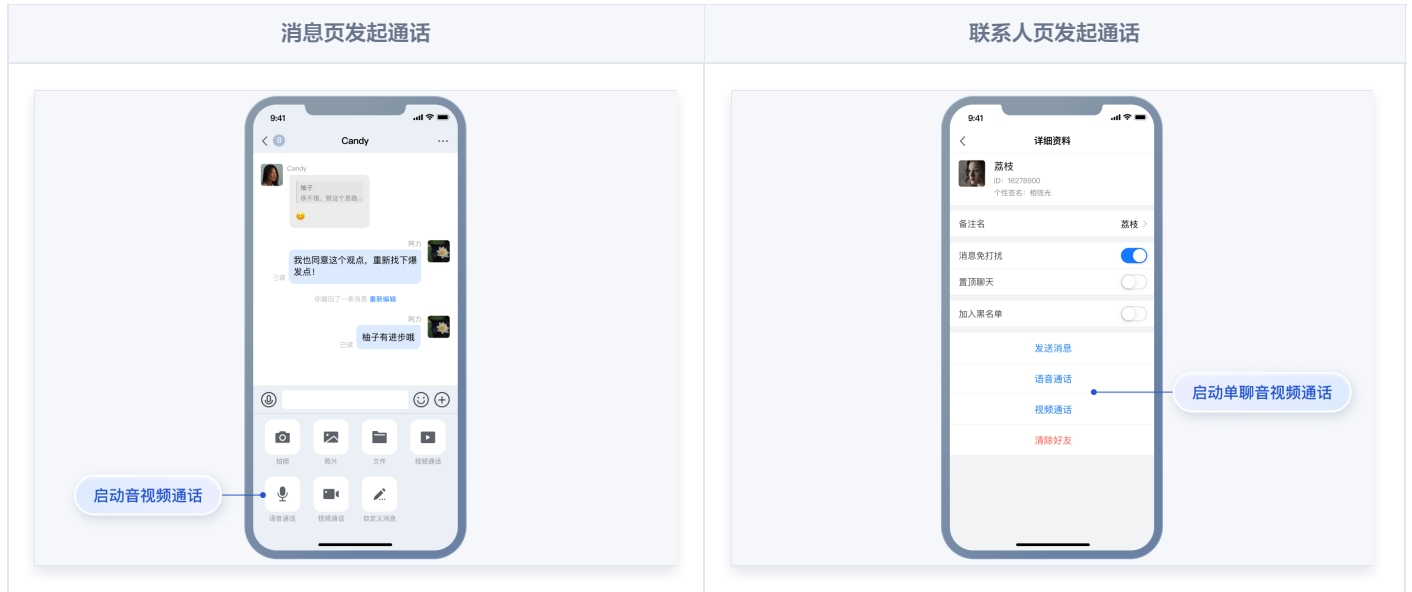 消息页发起通话
联系人页发起通话
9:41
8
Candy
Candy
柚子
很不错，照这个思路...
阿力
我也同意这个观点，重新找下爆
发点！
已读
你撤回了一条消息 重新编辑
阿力
柚子有进步哦
已读
拍照
照片
文件
视频通话
启动音视频通话
语音通话
视频通话
自定义消息
9:41
详细资料
荔枝
ID：16278900
个性签名：相信光
备注名
荔枝
消息免打扰
置顶聊天
加入黑名单
发送消息
语音通话
视频通话
清除好友
启动单聊音视频通话